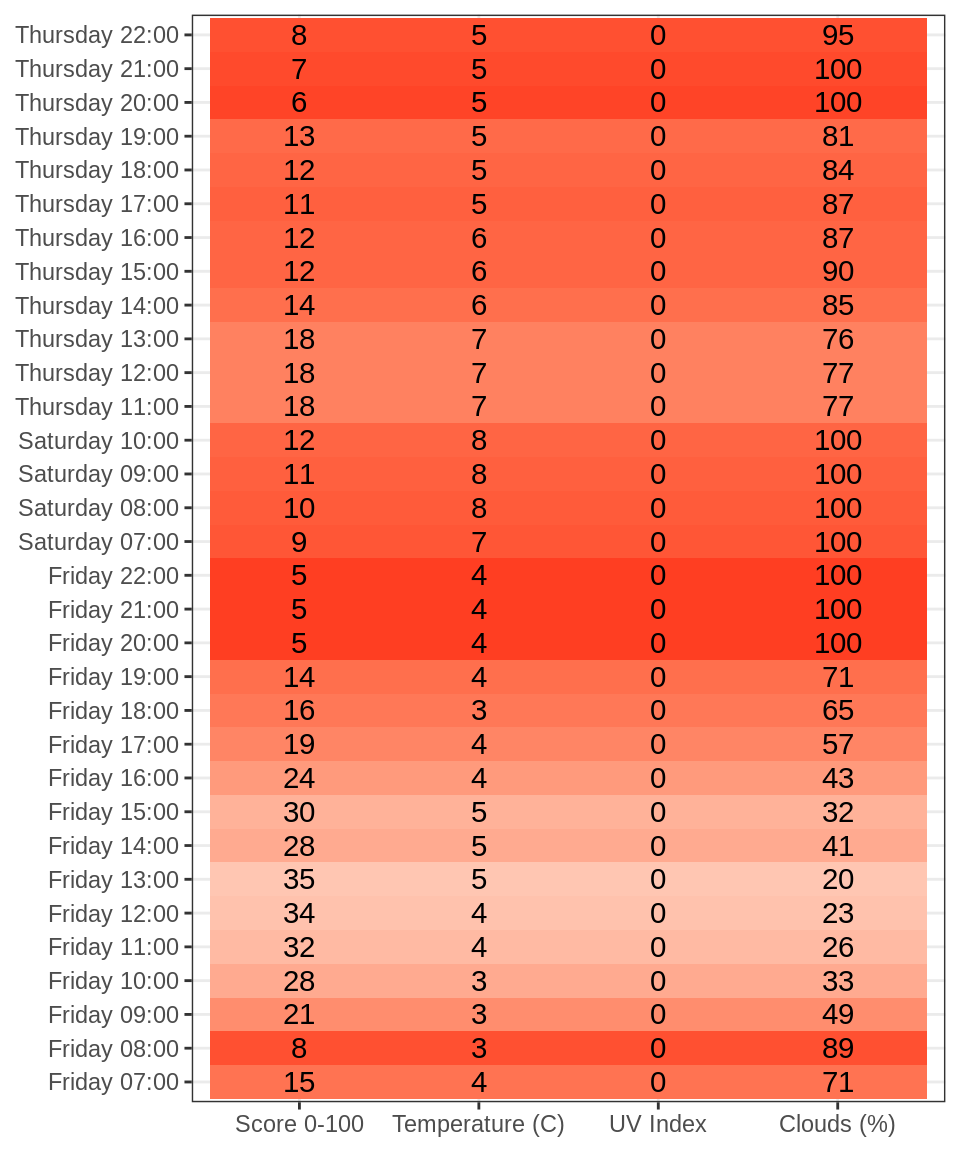 Thursday 22:00 8 5 0 95
Thursday 21:00 7 5 0 100
Thursday 20:00 6 5 0 100
Thursday 19:00 13 5 0 81
Thursday 18:00 12 5 0 84
Thursday 17:00 11 5 0 87
Thursday 16:00 12 6 0 87
Thursday 15:00 12 6 0 90
Thursday 14:00 14 6 0 85
Thursday 13:00 18 7 0 76
Thursday 12:00 18 7 0 77
Thursday 11:00 18 7 0 77
Saturday 10:00 12 8 0 100
Saturday 09:00 11 8 0 100
Saturday 08:00 10 8 0 100
Saturday 07:00 9 7 0 100
Friday 22:00 5 4 0 100
Friday 21:00 5 4 0 100
Friday 20:00 5 4 0 100
Friday 19:00 14 4 0 71
Friday 18:00 16 3 0 65
Friday 17:00 19 4 0 57
Friday 16:00 24 4 0 43
Friday 15:00 30 5 0 32
Friday 14:00 28 5 0 41
Friday 13:00 35 5 0 20
Friday 12:00 34 4 0 23
Friday 11:00 32 4 0 26
Friday 10:00 28 3 0 33
Friday 09:00 21 3 0 49
Friday 08:00 8 3 0 89
Friday 07:00 15 4 0 71
Score 0-100 Temperature (C) UV Index Clouds (%)